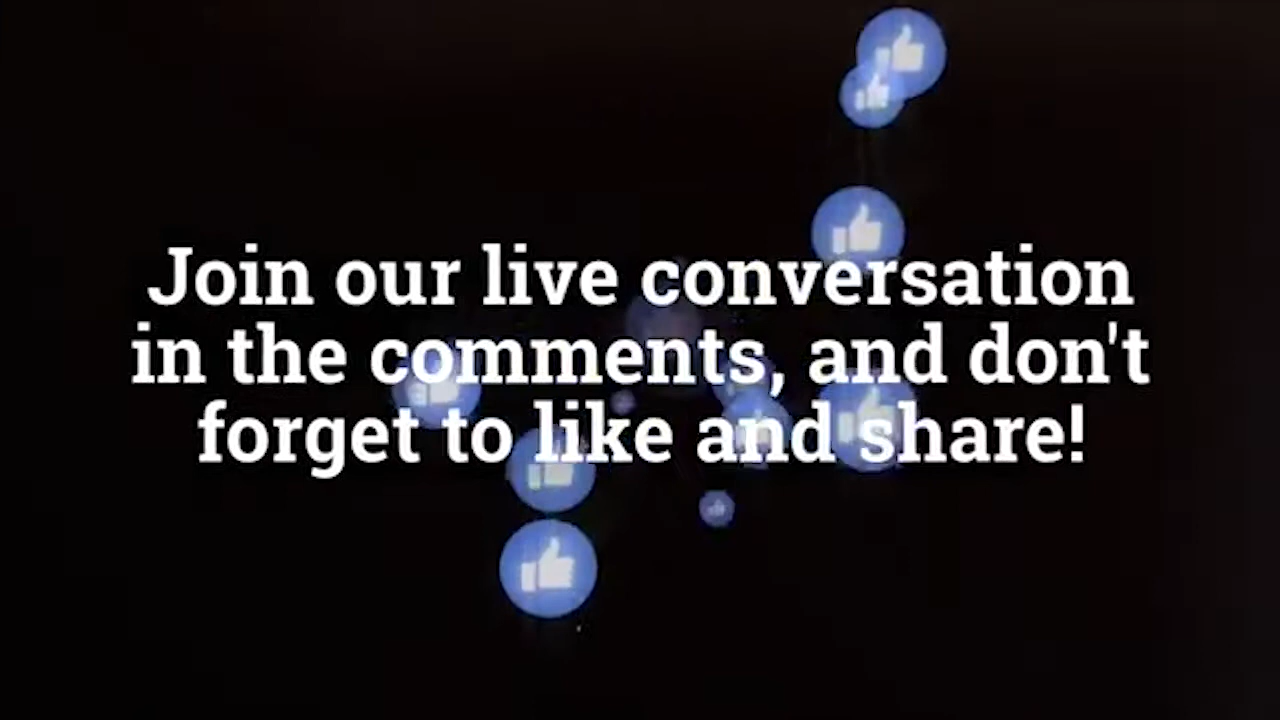 Join our live conversation
in the comments, and don't
forget to like and share!